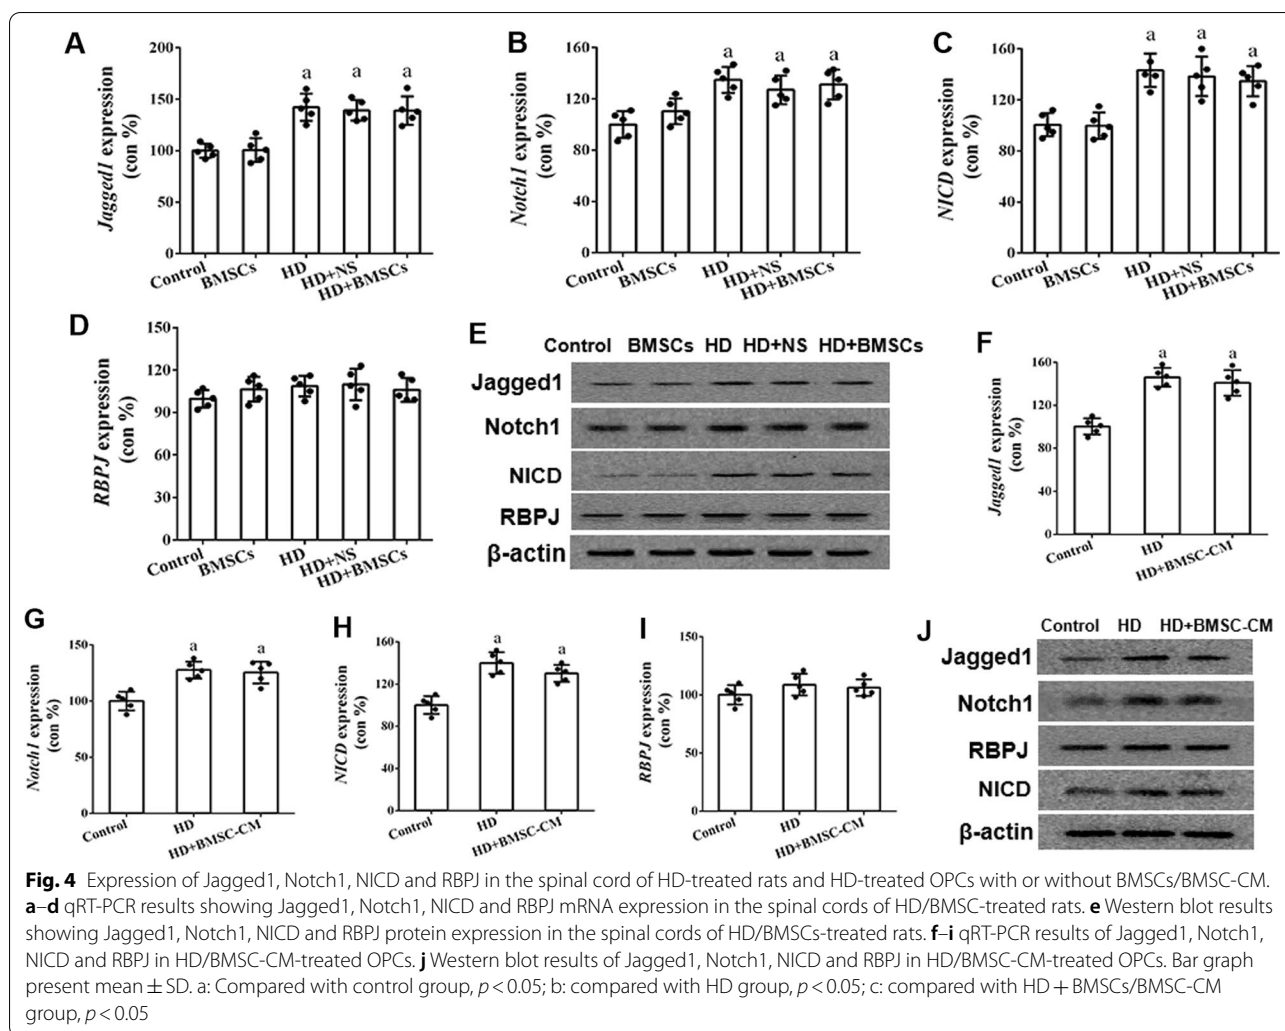 A
Jagged1 expression
(con %)
200
150
100
50
0
a
a
a
Control
BMSCs
HD
HD+NS
HD+BMSCs
B
Notch1 expression
(con %)
160
120
80
40
0
a
a
a
Control
BMSCs
HD
HD+NS
HD+BMSCs
C
NICD expression
(con %)
160
120
80
40
0
a
a
a
Control
BMSCs
HD
HD+NS
HD+BMSCs
D
RBPJ expression
(con %)
150
120
90
60
30
0
Control
BMSCs
HD
HD+NS
HD+BMSCs
E
Control BMSCs HD HD+NS HD+BMSCs
Jagged1
Notch1
NICD
RBPJ
β-actin
F
Jagged1 expression
(con %)
160
120
80
40
0
a
a
Control
HD
HD+BMSC-CM
G
Notch1 expression
(con %)
150
100
50
0
a
a
Control
HD
HD+BMSC-CM
H
NICD expression
(con %)
160
120
80
40
0
a
a
Control
HD
HD+BMSC-CM
I
RBPJ expression
(con %)
150
100
50
0
Control
HD
HD+BMSC-CM
J
Control HD HD+BMSC-CM
Jagged1
Notch1
RBPJ
NICD
β-actin
Fig. 4 Expression of Jagged1, Notch1, NICD and RBPJ in the spinal cord of HD-treated rats and HD-treated OPCs with or without BMSCs/BMSC-CM.
a–d qRT-PCR results showing Jagged1, Notch1, NICD and RBPJ mRNA expression in the spinal cords of HD/BMSC-treated rats. e Western blot results
showing Jagged1, Notch1, NICD and RBPJ protein expression in the spinal cords of HD/BMSCs-treated rats. f–i qRT-PCR results of Jagged1, Notch1,
NICD and RBPJ in HD/BMSC-CM-treated OPCs. j Western blot results of Jagged1, Notch1, NICD and RBPJ in HD/BMSC-CM-treated OPCs. Bar graph
present mean ± SD. a: Compared with control group, p < 0.05; b: compared with HD group, p < 0.05; c: compared with HD + BMSCs/BMSC-CM
group, p < 0.05